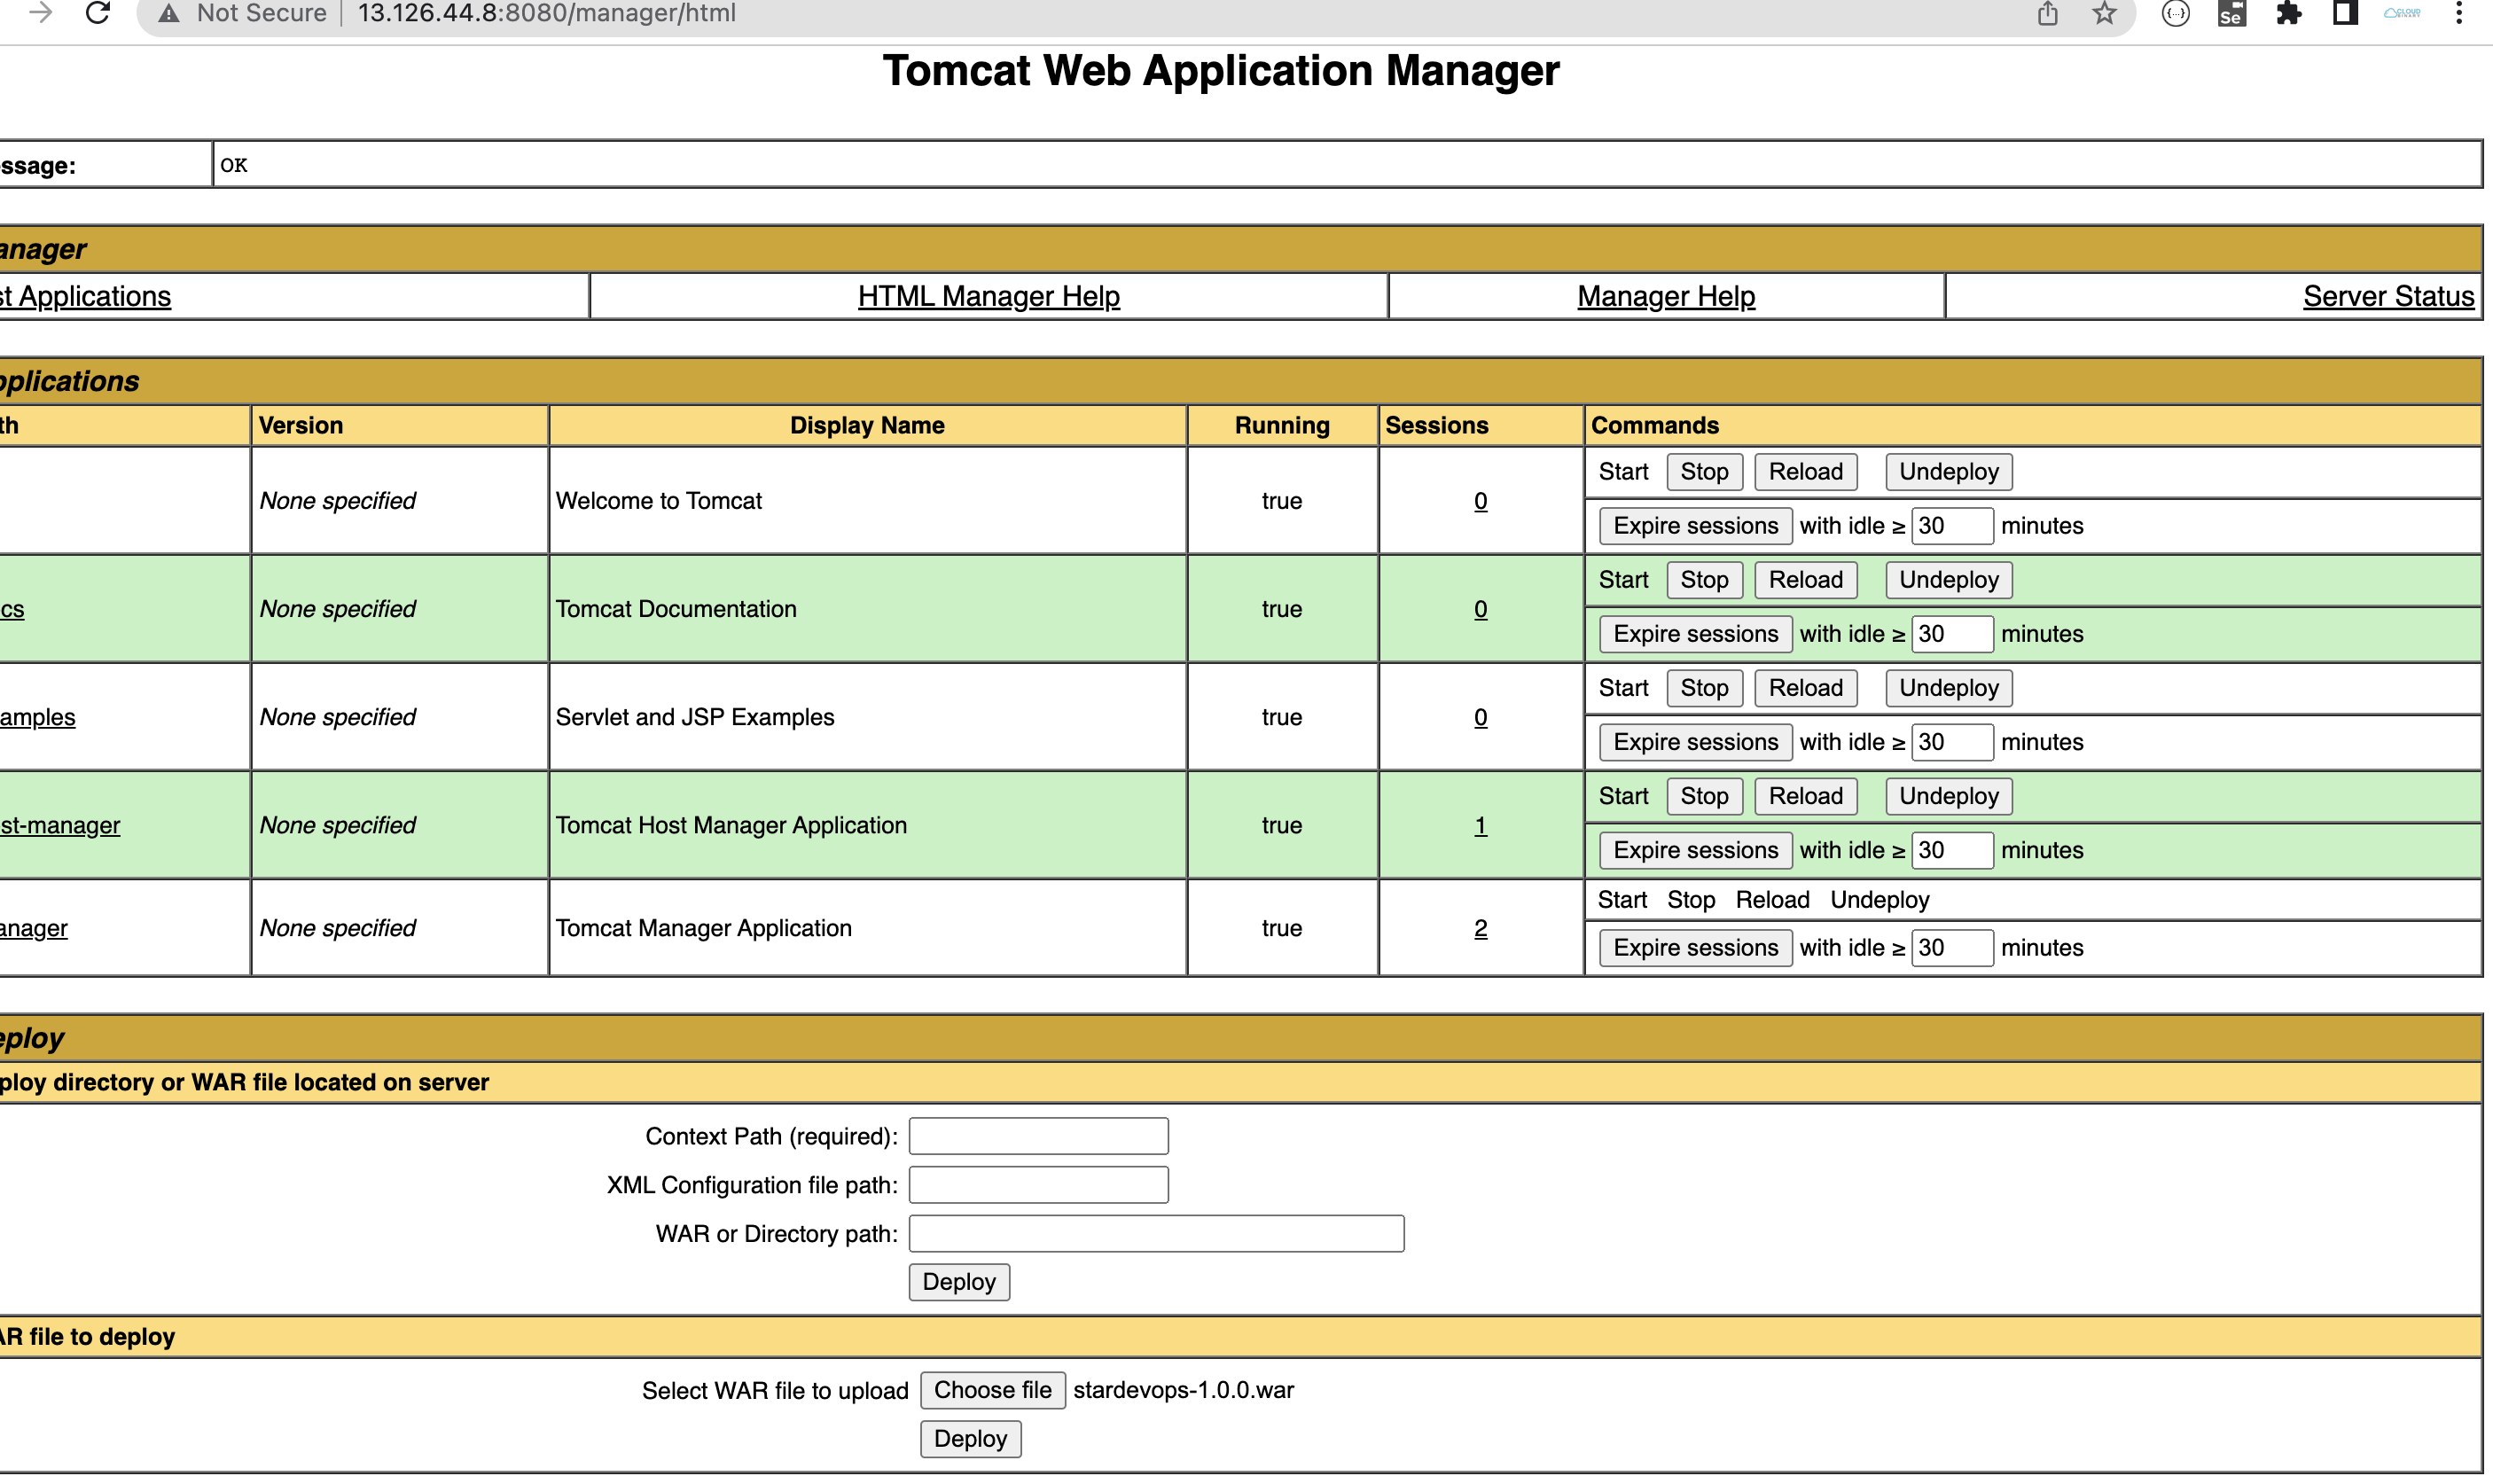 Not Secure 13.126.44.8:8080/manager/html
Se
CLOUD
Tomcat Web Application Manager
ssage: OK
anager
st Applications HTML Manager Help Manager Help Server Status
pplications
th Version Display Name Running Sessions Commands
None specified Welcome to Tomcat true 0 Start Stop Reload Undeploy
Expire sessions with idle ≥ 30 minutes
cs None specified Tomcat Documentation true 0 Start Stop Reload Undeploy
Expire sessions with idle ≥ 30 minutes
amples None specified Servlet and JSP Examples true 0 Start Stop Reload Undeploy
Expire sessions with idle ≥ 30 minutes
st-manager None specified Tomcat Host Manager Application true 1 Start Stop Reload Undeploy
Expire sessions with idle ≥ 30 minutes
anager None specified Tomcat Manager Application true 2 Start Stop Reload Undeploy
Expire sessions with idle ≥ 30 minutes
eploy
ploy directory or WAR file located on server
Context Path (required):
XML Configuration file path:
WAR or Directory path:
Deploy
AR file to deploy
Select WAR file to upload Choose file stardevops-1.0.0.war
Deploy